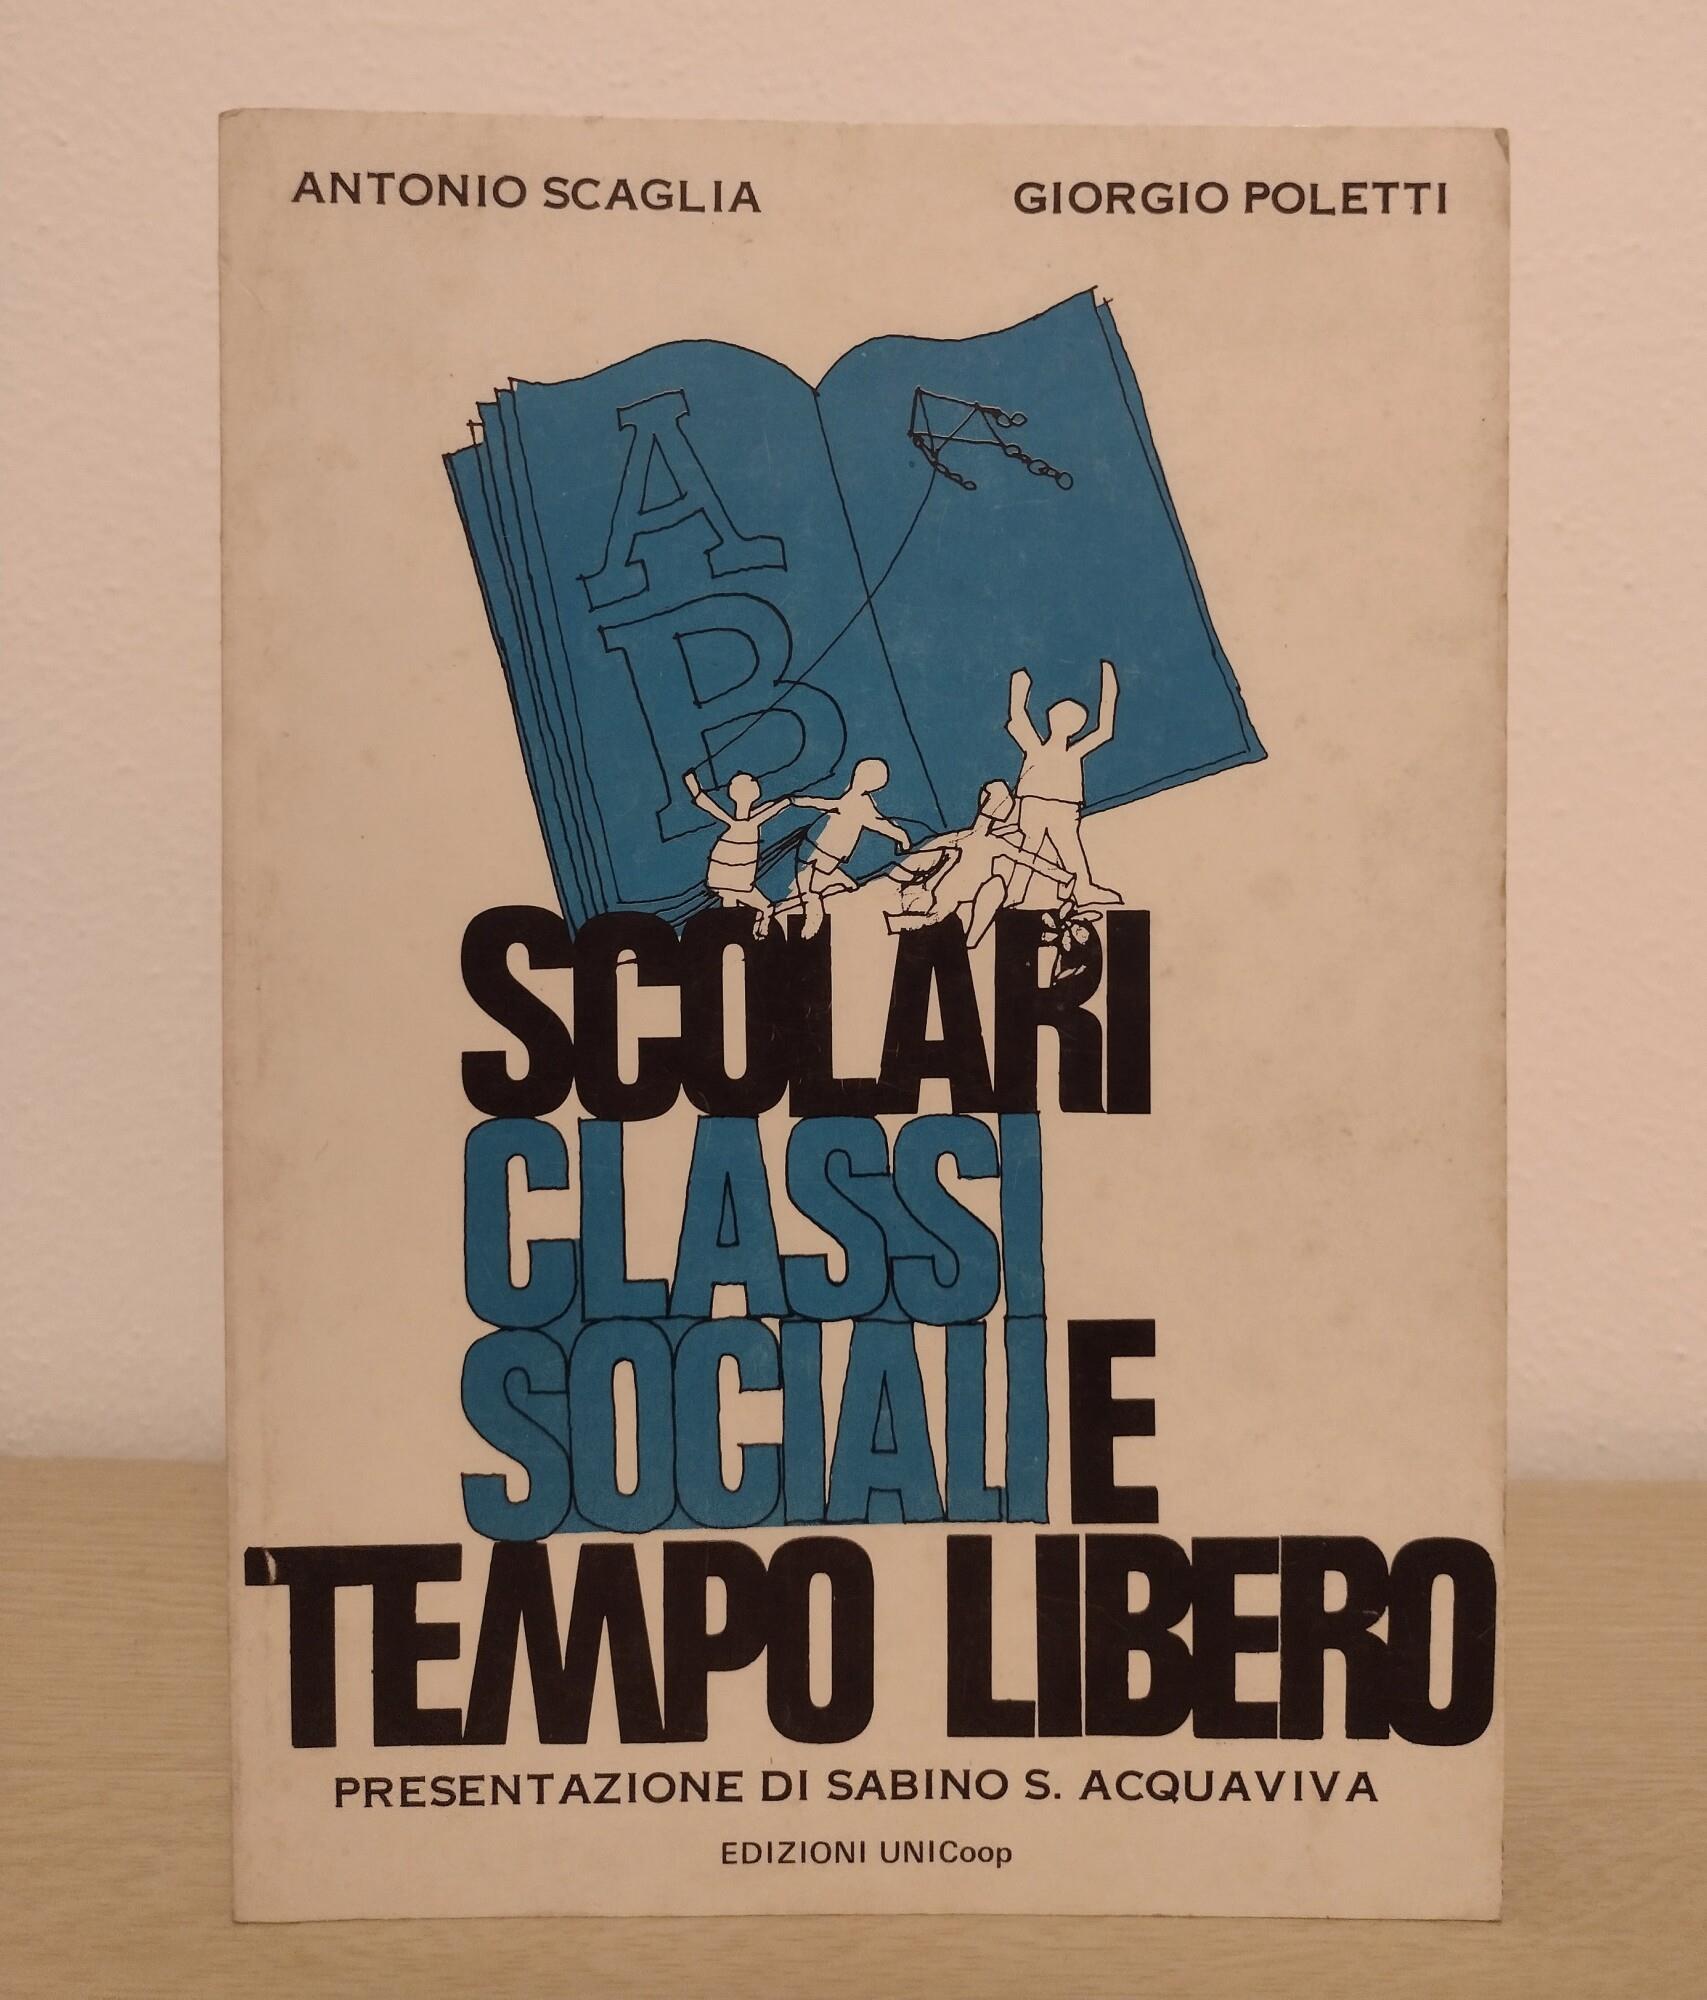 ANTONIO SCAGLIA
GIORGIO POLETTI
A
B
SCOLARI
CLASSI
SOCIALI E
TEMPO LIBERO
PRESENTAZIONE DI SABINO S. ACQUAVIVA
EDIZIONI UNICoop